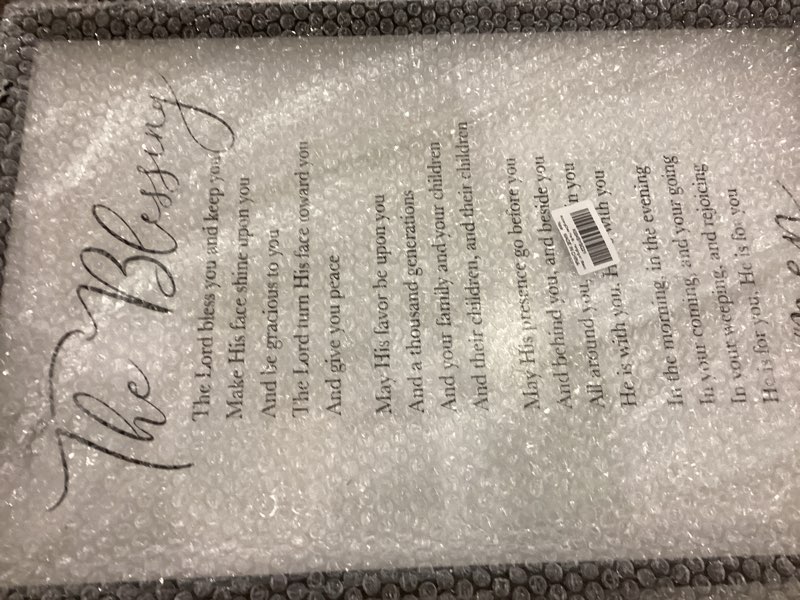 The Blessing
The Lord bless you and keep you
Make His face shine upon you
And be gracious to you
The Lord turn His face toward you
And give you peace
May His favor be upon you
And a thousand generations
And your family and your children
And their children, and their children
May His presence go before you
And behind you, and beside you
All around you, you
He is with you. with you
In the morning, in the evening
In your coming, and your going
In your weeping, and rejoicing
He is for you, He is for you